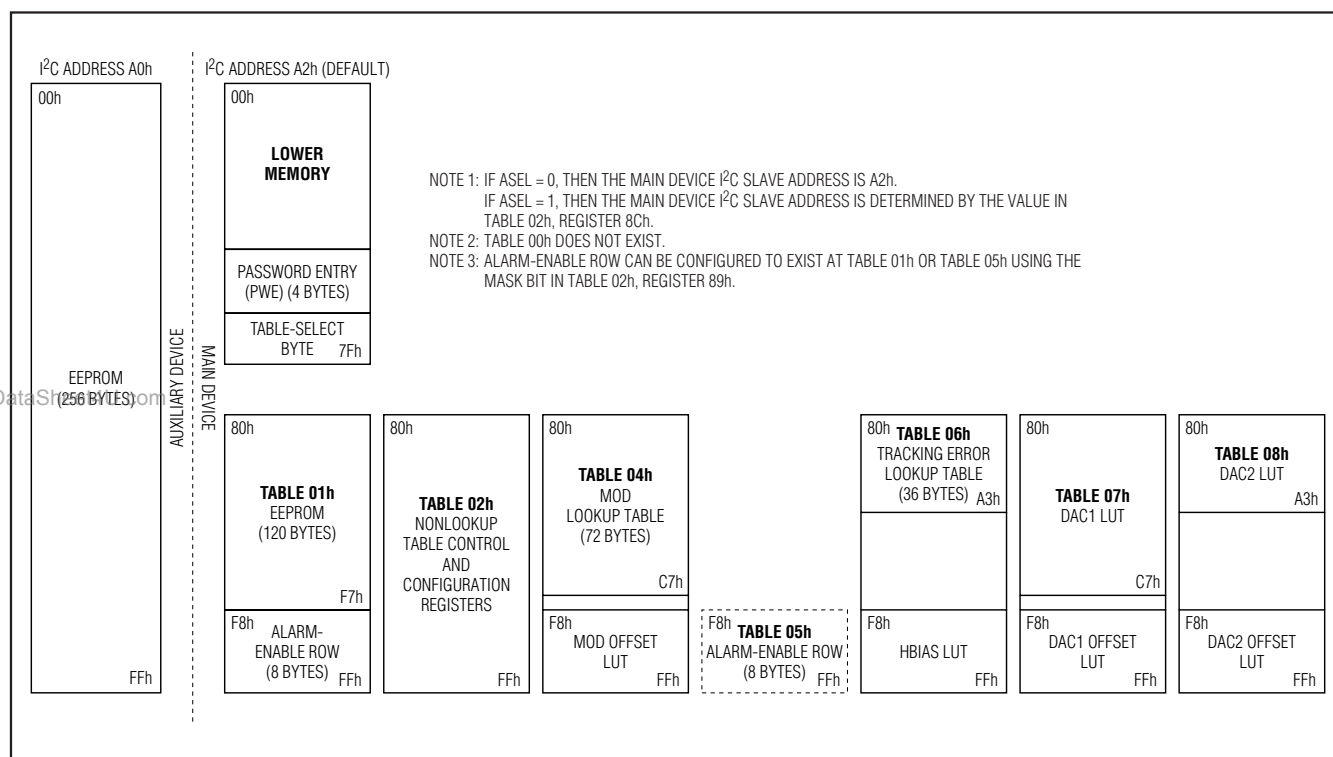 I²C ADDRESS A0h
00h
EEPROM
(256 BYTES)
FFh
AUXILIARY DEVICE
MAIN DEVICE
I²C ADDRESS A2h (DEFAULT)
00h
LOWER
MEMORY
PASSWORD ENTRY
(PWE) (4 BYTES)
TABLE-SELECT
BYTE 7Fh
NOTE 1: IF ASEL = 0, THEN THE MAIN DEVICE I²C SLAVE ADDRESS IS A2h.
IF ASEL = 1, THEN THE MAIN DEVICE I²C SLAVE ADDRESS IS DETERMINED BY THE VALUE IN
TABLE 02h, REGISTER 8Ch.
NOTE 2: TABLE 00h DOES NOT EXIST.
NOTE 3: ALARM-ENABLE ROW CAN BE CONFIGURED TO EXIST AT TABLE 01h OR TABLE 05h USING THE
MASK BIT IN TABLE 02h, REGISTER 89h.
80h
TABLE 01h
EEPROM
(120 BYTES)
F7h
F8h
ALARM-
ENABLE ROW
(8 BYTES) FFh
80h
TABLE 02h
NONLOOKUP
TABLE CONTROL
AND
CONFIGURATION
REGISTERS
FFh
80h
TABLE 04h
MOD
LOOKUP TABLE
(72 BYTES)
C7h
F8h
MOD OFFSET
LUT
FFh
F8h
TABLE 05h
ALARM-ENABLE ROW
(8 BYTES) FFh
80h TABLE 06h
TRACKING ERROR
LOOKUP TABLE
(36 BYTES) A3h
F8h
HBIAS LUT
FFh
80h
TABLE 07h
DAC1 LUT
C7h
F8h
DAC1 OFFSET
LUT
FFh
80h
TABLE 08h
DAC2 LUT
A3h
F8h
DAC2 OFFSET
LUT
FFh